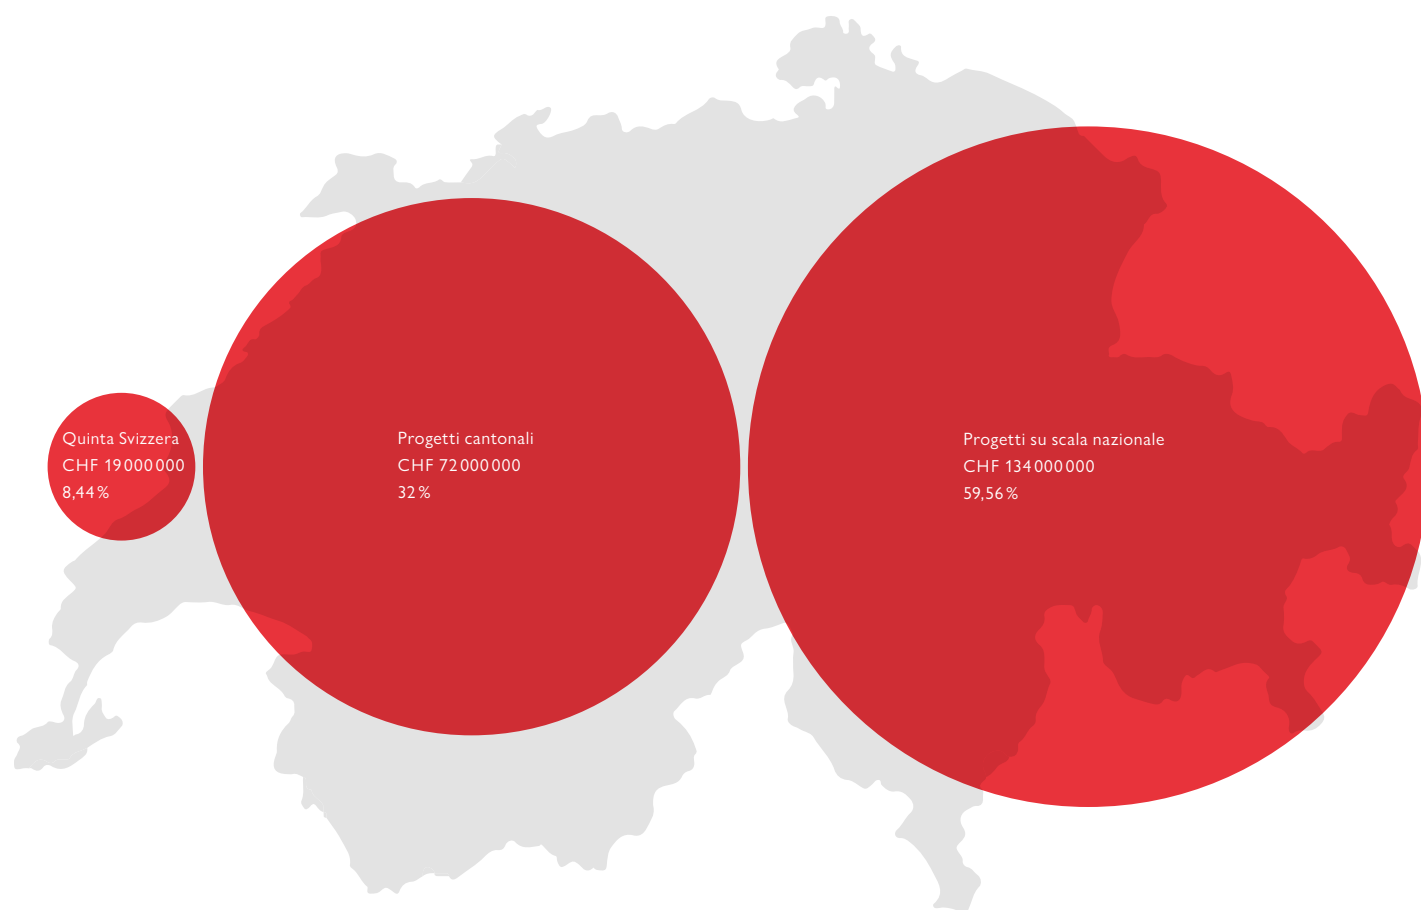 Quinta Svizzera
CHF 19 000 000
8,44 %
Progetti cantonali
CHF 72 000 000
32 %
Progetti su scala nazionale
CHF 134 000 000
59,56 %